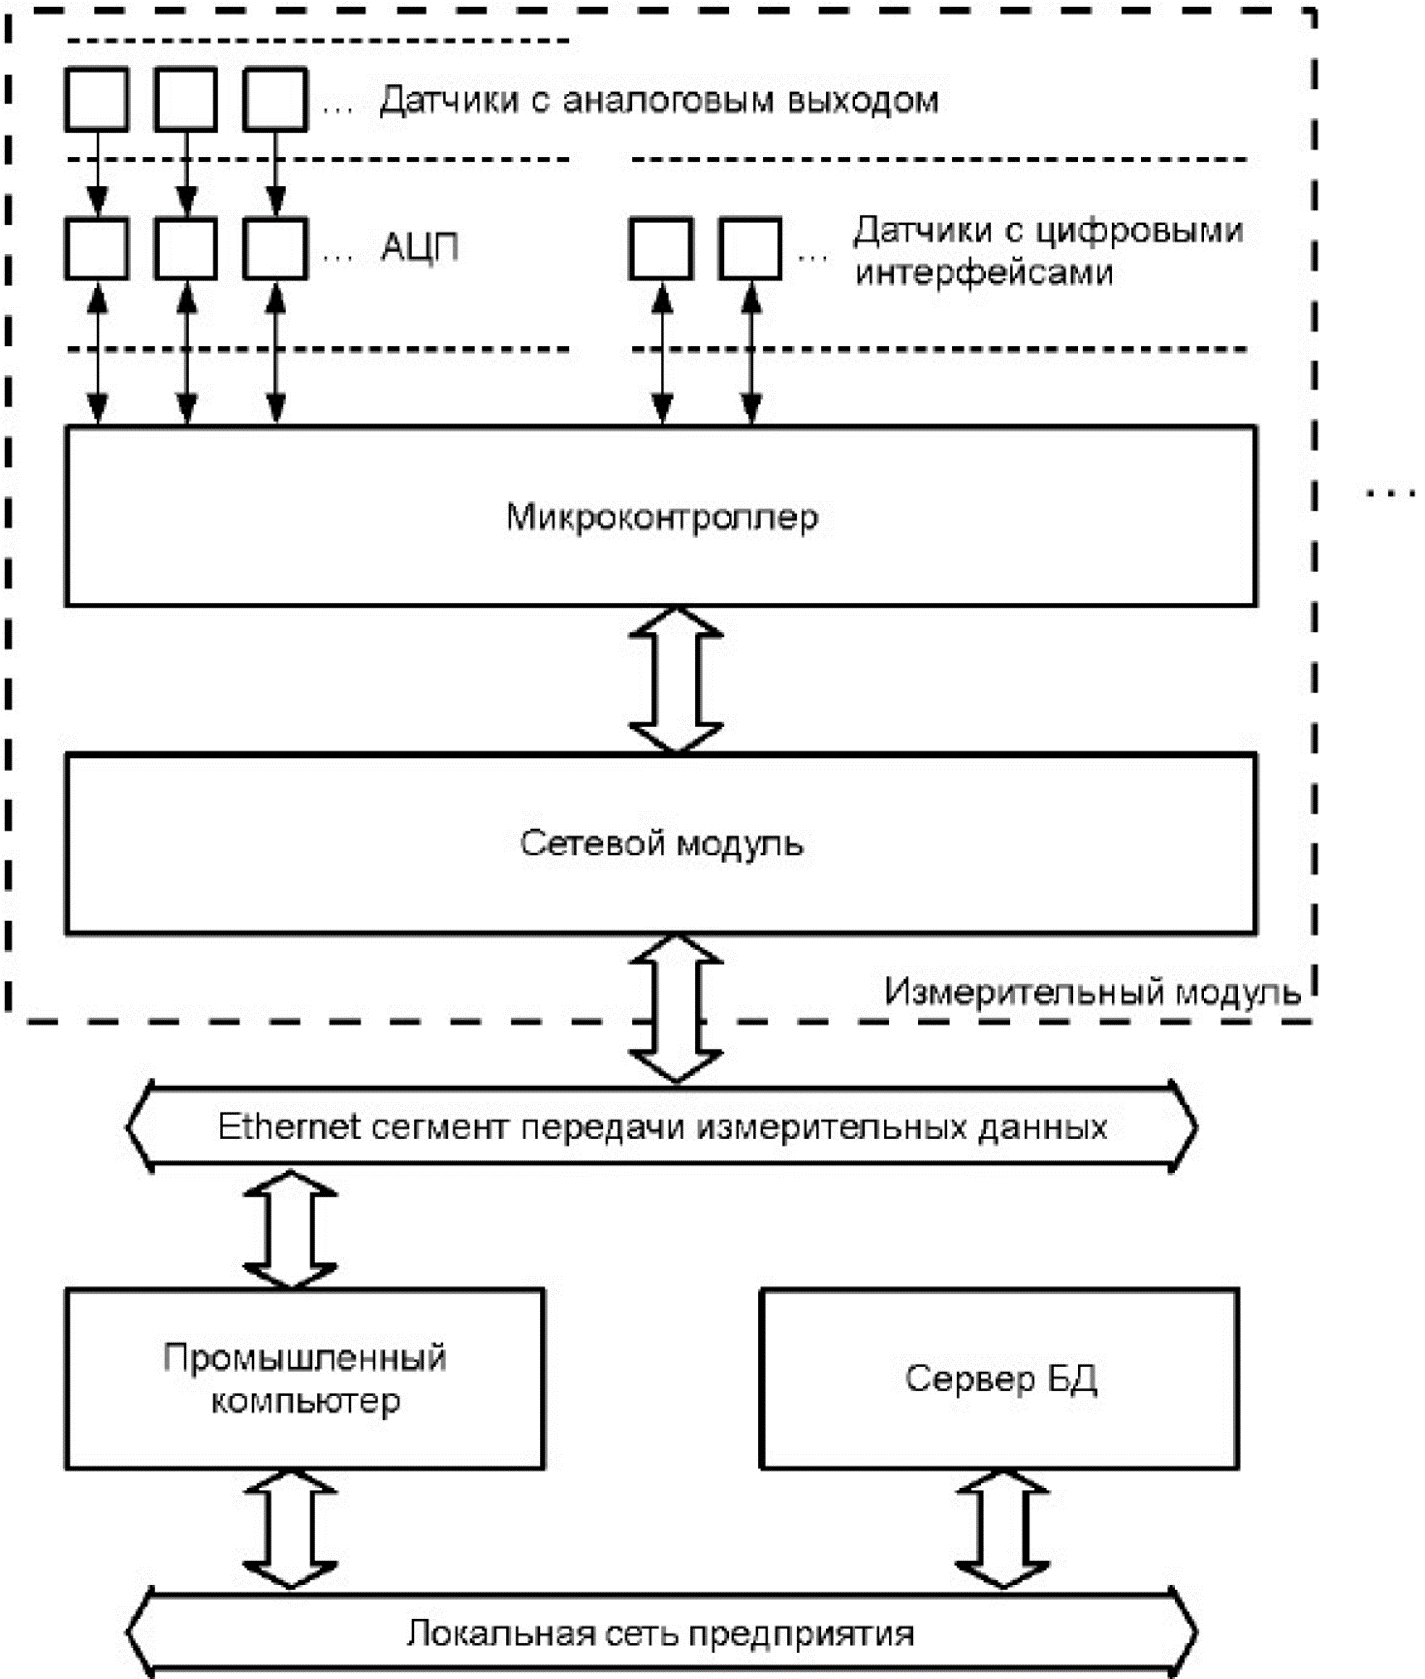 ... Датчики с аналоговым выходом
... АЦП
... Датчики с цифровыми
интерфейсами
Микроконтроллер
...
Сетевой модуль
Измерительный модуль
Ethernet сегмент передачи измерительных данных
Промышленный
компьютер
Сервер БД
Локальная сеть предприятия